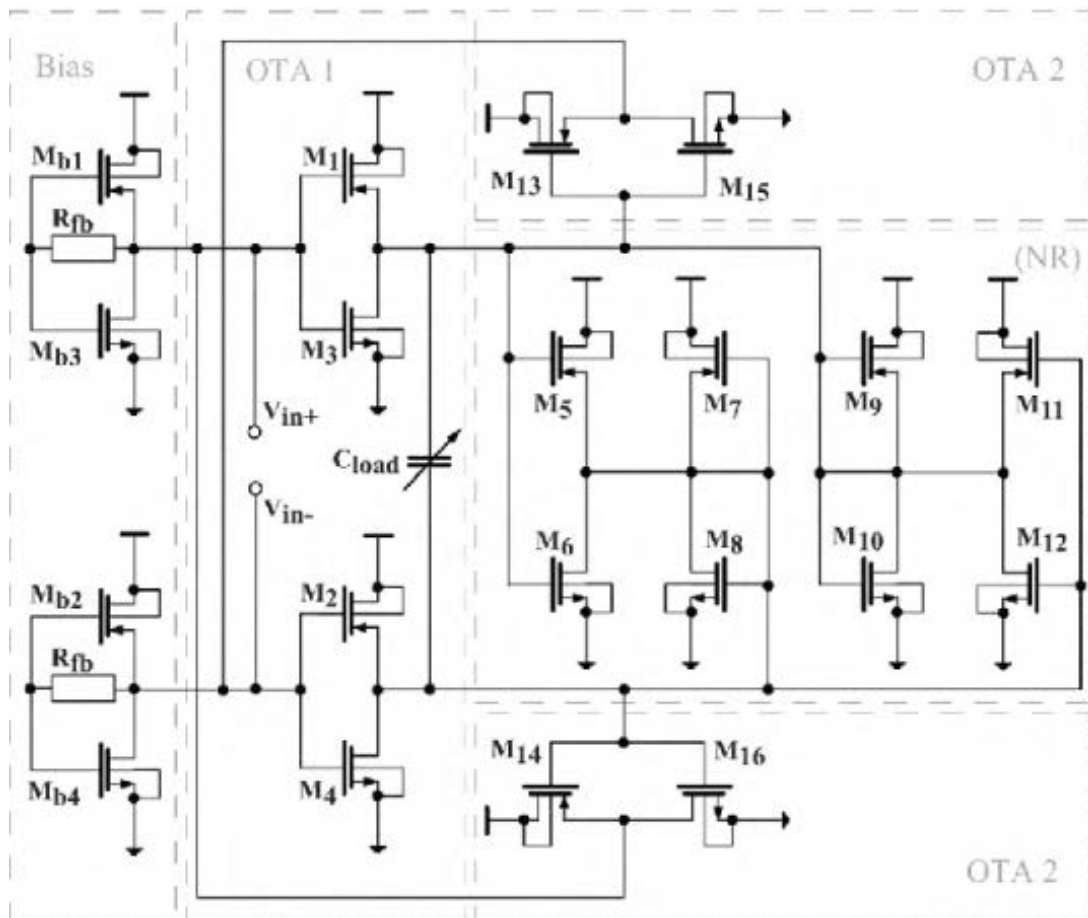 Bias
OTA 1
OTA 2
Mb1
M1
Rfb
M13
M15
(NR)
Mb3
M3
M5
M7
M9
M11
Vin+
Cload
Vin-
M6
M8
M10
M12
Mb2
M2
Rfb
M14
M16
Mb4
M4
OTA 2